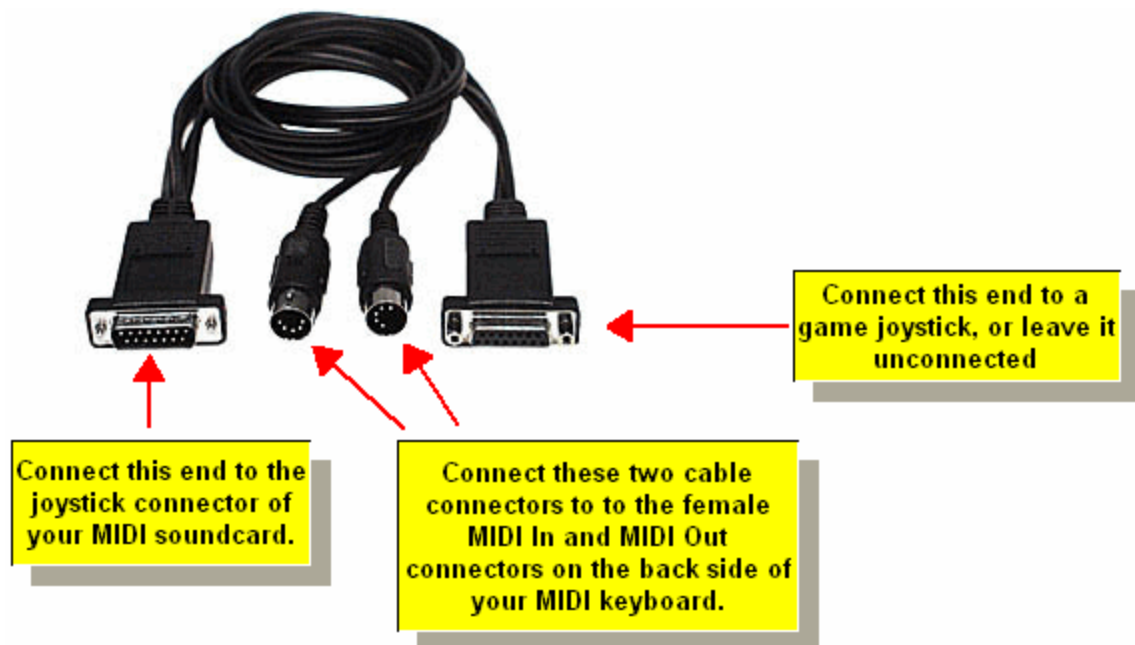 Connect this end to a
game joystick, or leave it
unconnected
Connect this end to the
joystick connector of
your MIDI soundcard.
Connect these two cable
connectors to to the female
MIDI In and MIDI Out
connectors on the back side of
your MIDI keyboard.